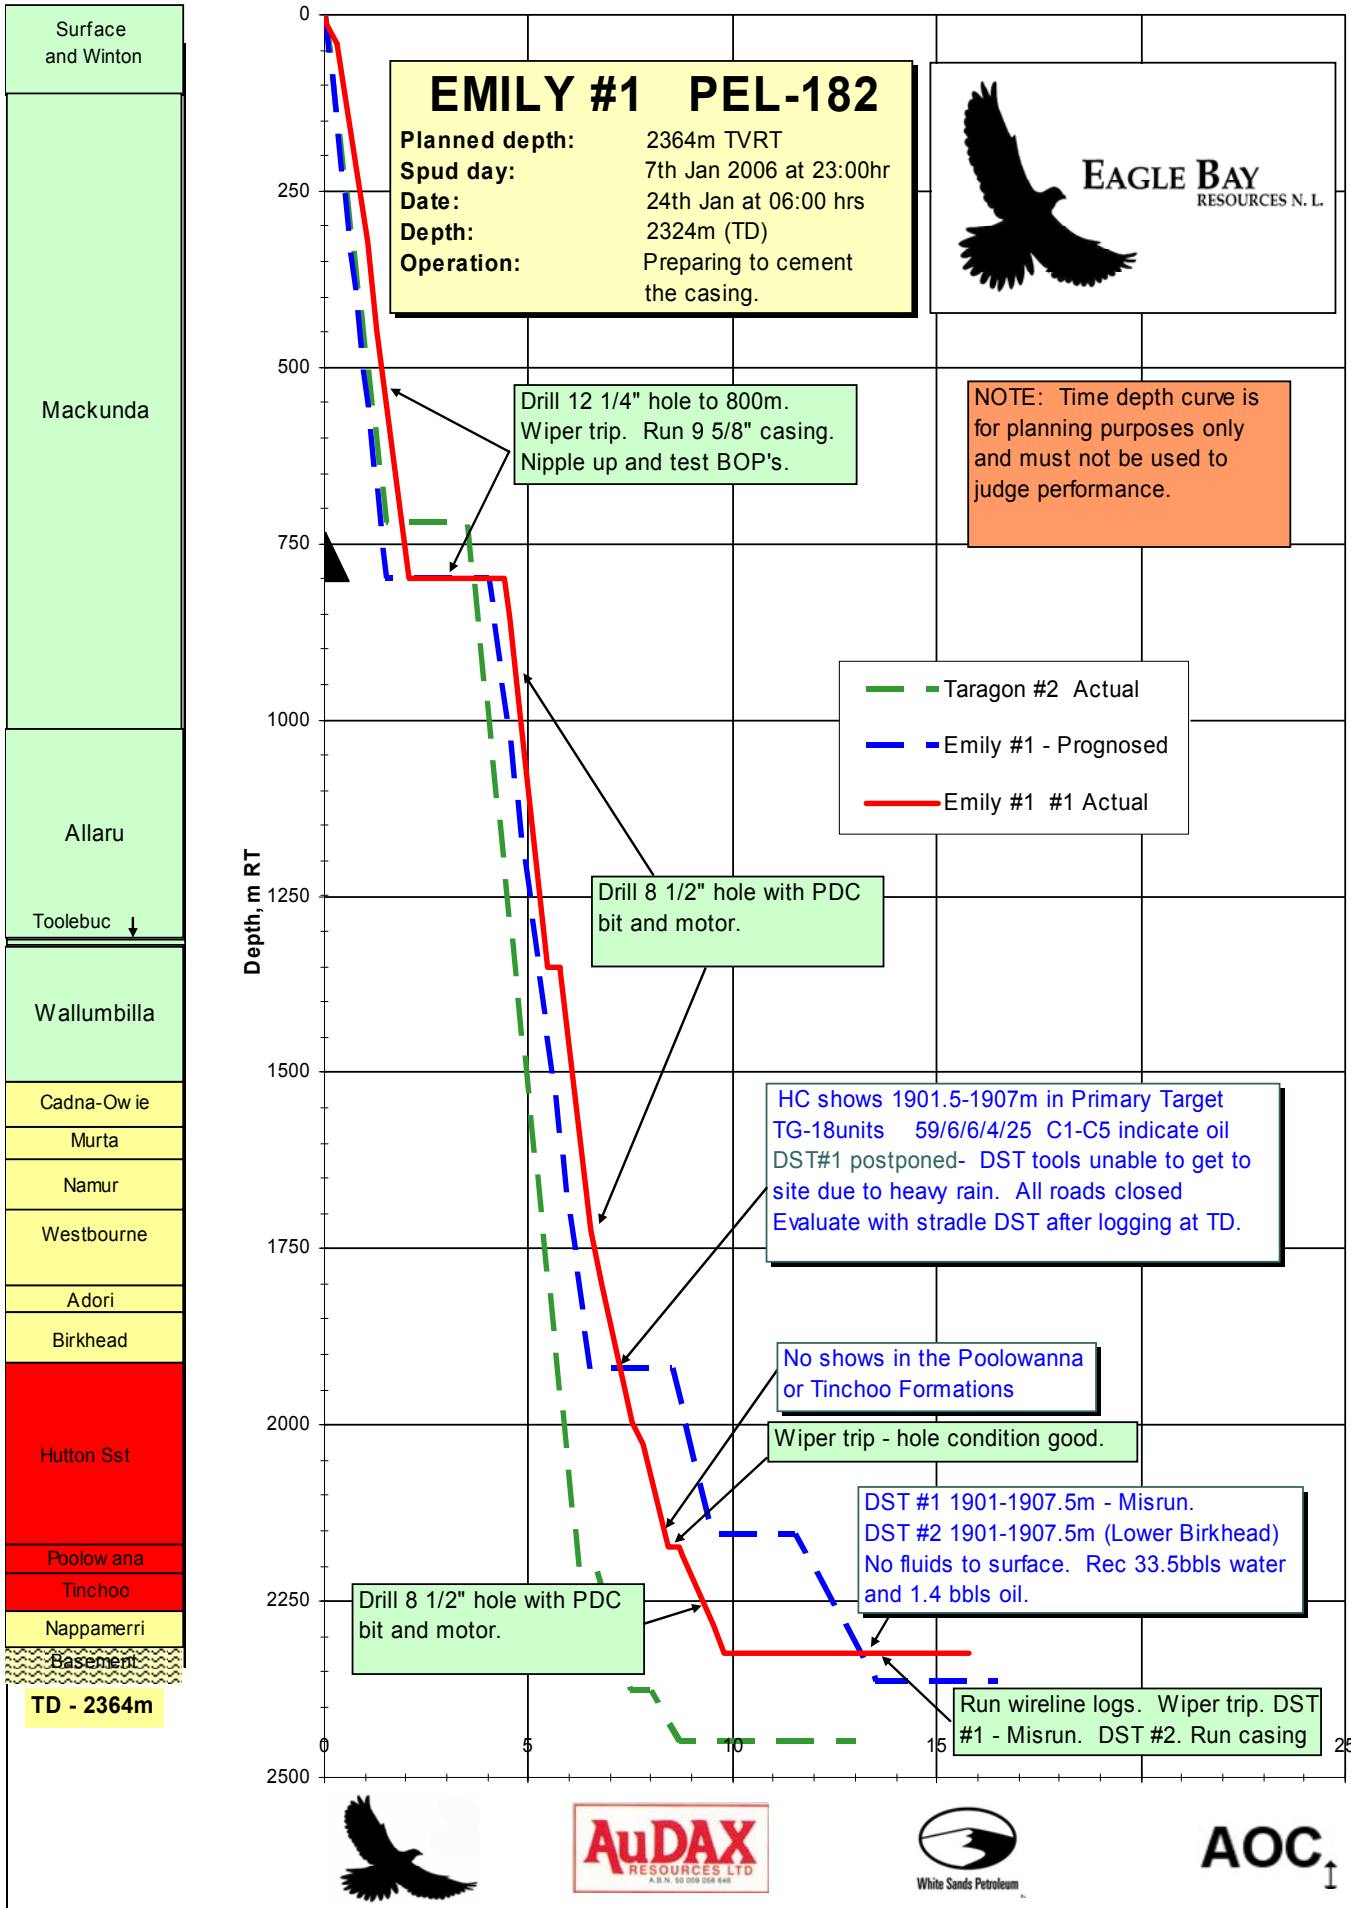 Surface
and Winton
Mackunda
Allaru
Toolebuc
Wallumbilla
Cadna-Owie
Murta
Namur
Westbourne
Adori
Birkhead
Hutton Sst
Poolowana
Tinchoo
Nappamerri
Basement
TD - 2364m
EMILY #1 PEL-182
Planned depth: 2364m TVRT
Spud day: 7th Jan 2006 at 23:00hr
Date: 24th Jan at 06:00 hrs
Depth: 2324m (TD)
Operation: Preparing to cement
the casing.
EAGLE BAY
RESOURCES N. L.
Drill 12 1/4" hole to 800m.
Wiper trip. Run 9 5/8" casing.
Nipple up and test BOP's.
NOTE: Time depth curve is
for planning purposes only
and must not be used to
judge performance.
Taragon #2 Actual
Emily #1 - Prognosed
Emily #1 #1 Actual
Drill 8 1/2" hole with PDC
bit and motor.
HC shows 1901.5-1907m in Primary Target
TG-18units 59/6/6/4/25 C1-C5 indicate oil
DST#1 postponed- DST tools unable to get to
site due to heavy rain. All roads closed
Evaluate with stradle DST after logging at TD.
No shows in the Poolowanna
or Tinchoo Formations
Wiper trip - hole condition good.
DST #1 1901-1907.5m - Misrun.
DST #2 1901-1907.5m (Lower Birkhead)
No fluids to surface. Rec 33.5bbls water
and 1.4 bbls oil.
Drill 8 1/2" hole with PDC
bit and motor.
Run wireline logs. Wiper trip. DST
#1 - Misrun. DST #2. Run casing
Depth, m RT
0
250
500
750
1000
1250
1500
1750
2000
2250
2500
0 5 10 15 25
AuDAX
RESOURCES LTD
A.B.N. 50 009 058 646
White Sands Petroleum
AOC